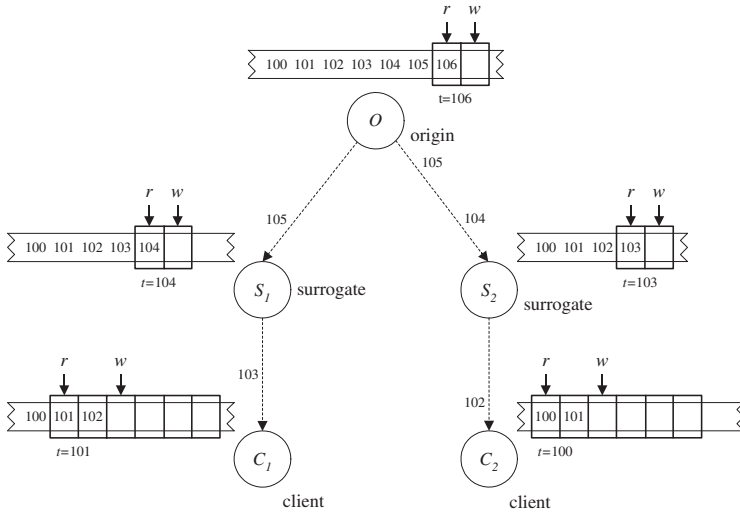 r w
100 101 102 103 104 105 106
t=106
O
origin
105
105
104
r w
100 101 102 103 104
t=104
r w
100 101 102 103
t=103
S1
surrogate
S2
surrogate
103
102
r w
100 101 102
t=101
r w
100 101
t=100
C1
client
C2
client